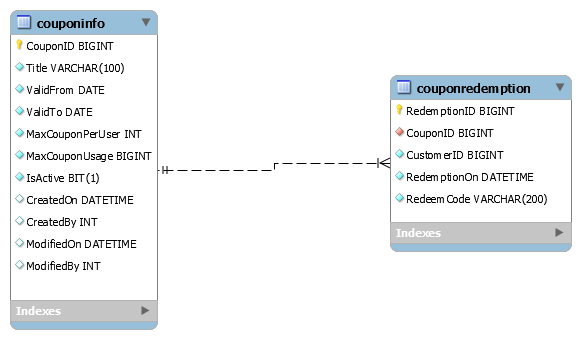 couponinfo
CouponID BIGINT
Title VARCHAR(100)
ValidFrom DATE
ValidTo DATE
MaxCouponPerUser INT
MaxCouponUsage BIGINT
IsActive BIT(1)
CreatedOn DATETIME
CreatedBy INT
ModifiedOn DATETIME
ModifiedBy INT
Indexes
couponredemption
RedemptionID BIGINT
CouponID BIGINT
CustomerID BIGINT
RedemptionOn DATETIME
RedeemCode VARCHAR(200)
Indexes